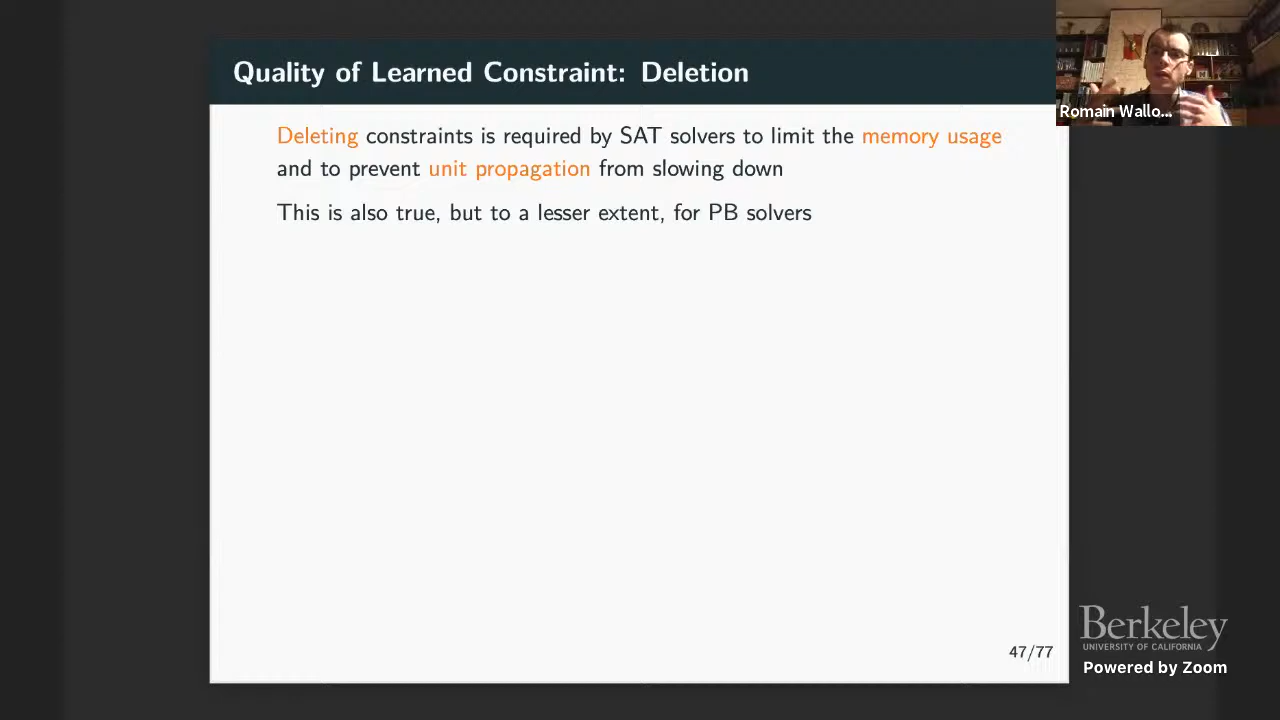 Quality of Learned Constraint: Deletion
Romain Wallo...
Deleting constraints is required by SAT solvers to limit the memory usage
and to prevent unit propagation from slowing down
This is also true, but to a lesser extent, for PB solvers
47/77
Berkeley
UNIVERSITY OF CALIFORNIA
Powered by Zoom